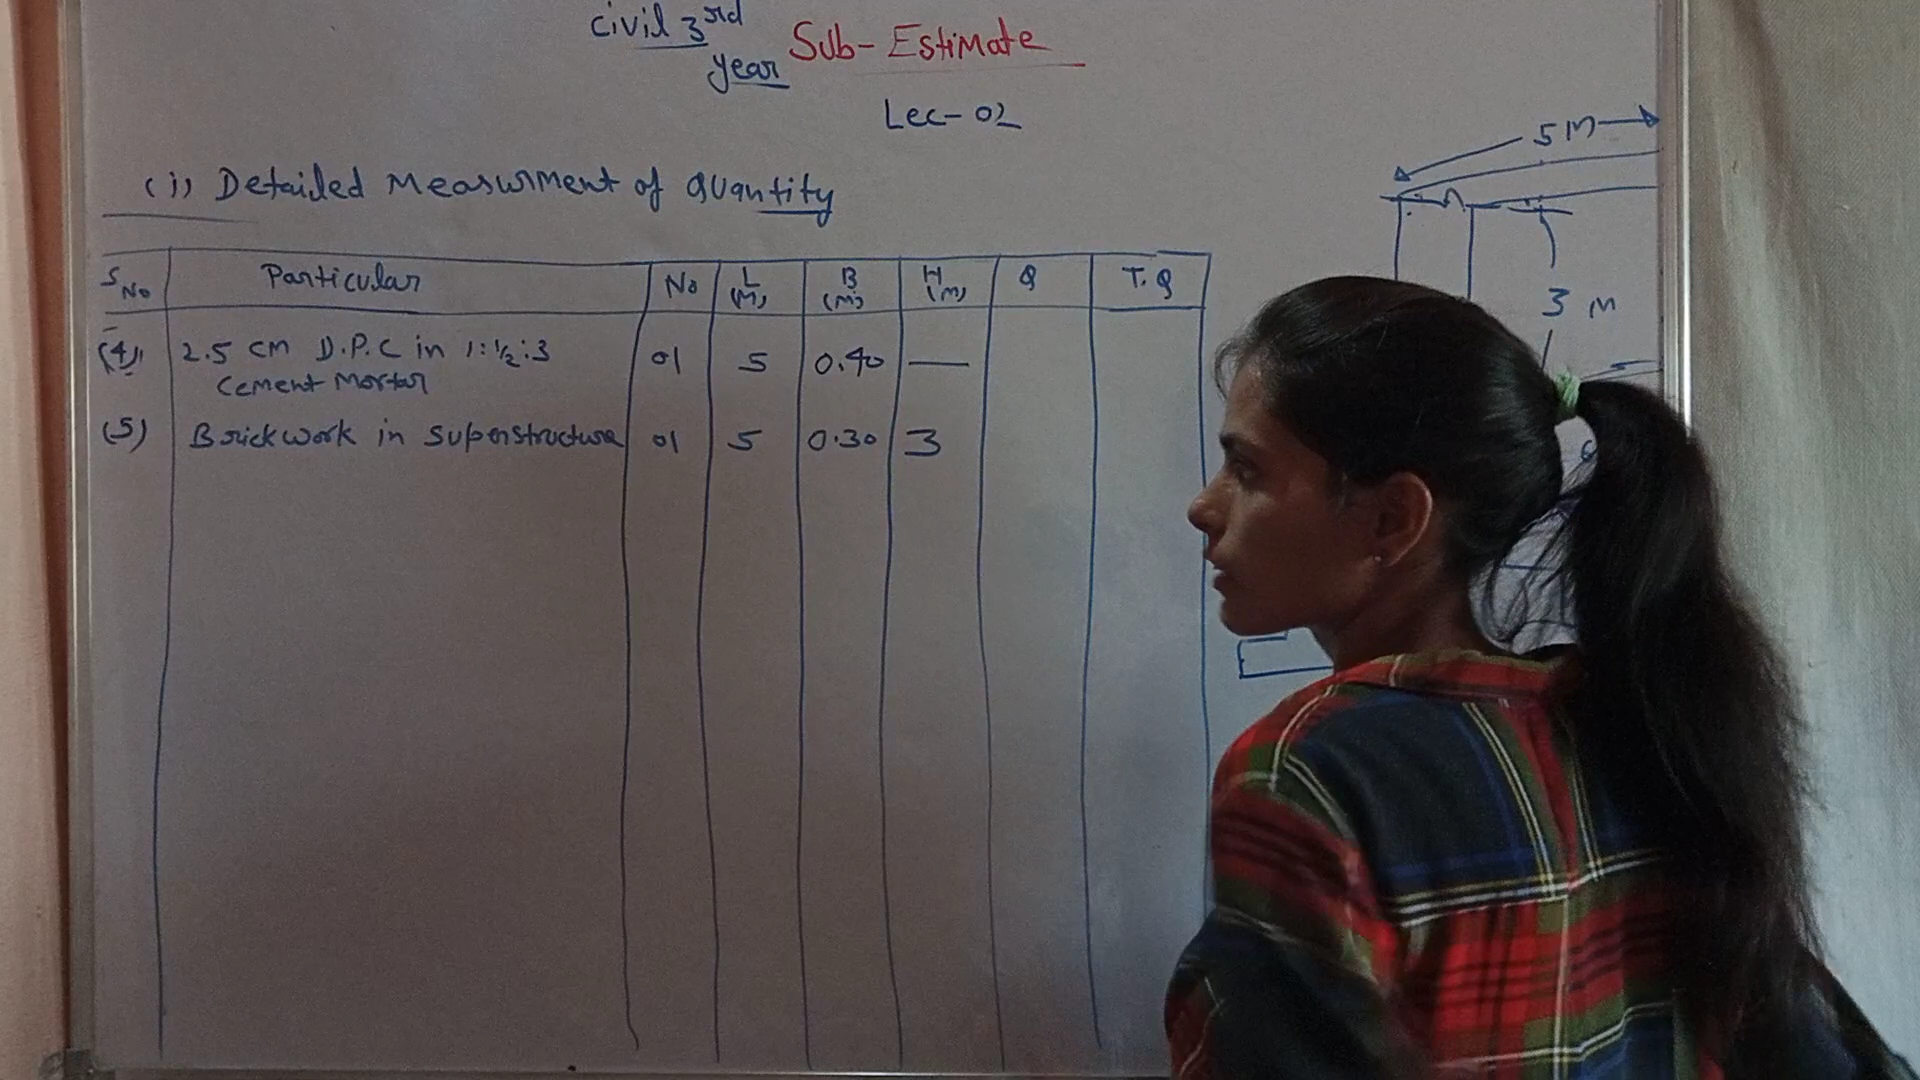 Civil 3rd
year
Sub- Estimate
Lec- 02
(i) Detailed Measurment of Quantity
S No Particular No L (M) B (M) H (M) Q T.Q
(4) 2.5 cm D.P.C in 1:1/2:3 01 5 0.40 —
Cement Mortar
(5) Brickwork in superstructure 01 5 0.30 3
5 M
3 M